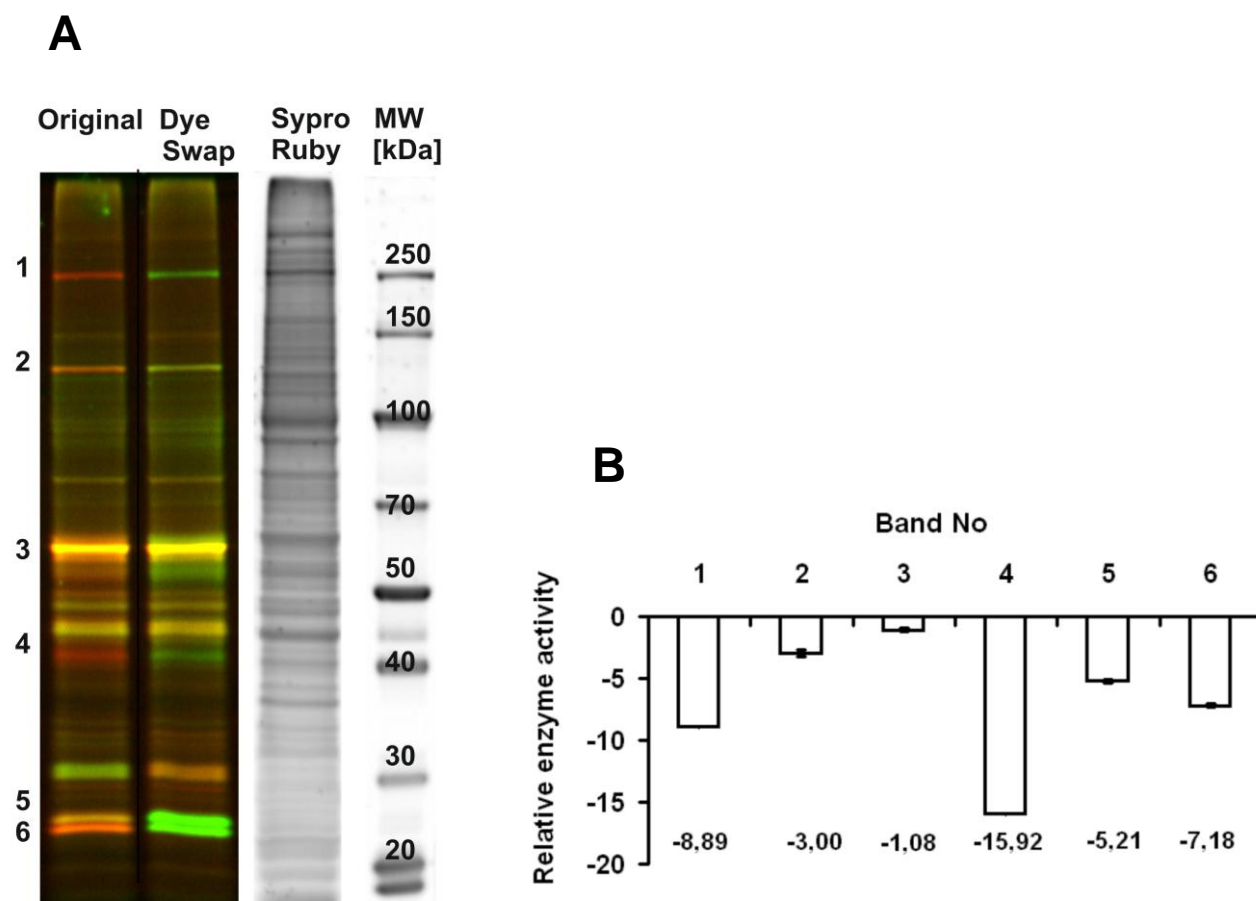 A
Original Dye Swap
Sypro Ruby
MW [kDa]
1
2
3
4
5
6
250
150
100
70
50
40
30
20
B
Band No
1 2 3 4 5 6
Relative enzyme activity
0
-5
-10
-15
-20
-8,89 -3,00 -1,08 -15,92 -5,21 -7,18